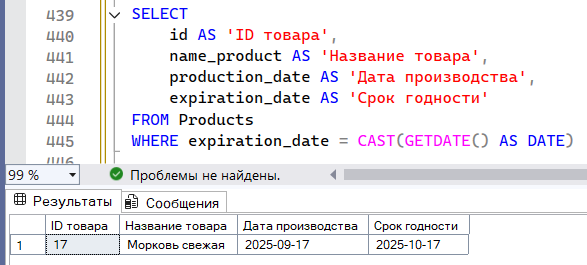 439 SELECT
440 id AS 'ID товара',
441 name_product AS 'Название товара',
442 production_date AS 'Дата производства',
443 expiration_date AS 'Срок годности'
444 FROM Products
445 WHERE expiration_date = CAST(GETDATE() AS DATE)
99 % Проблемы не найдены.
Результаты Сообщения
ID товара Название товара Дата производства Срок годности
1 17 Морковь свежая 2025-09-17 2025-10-17